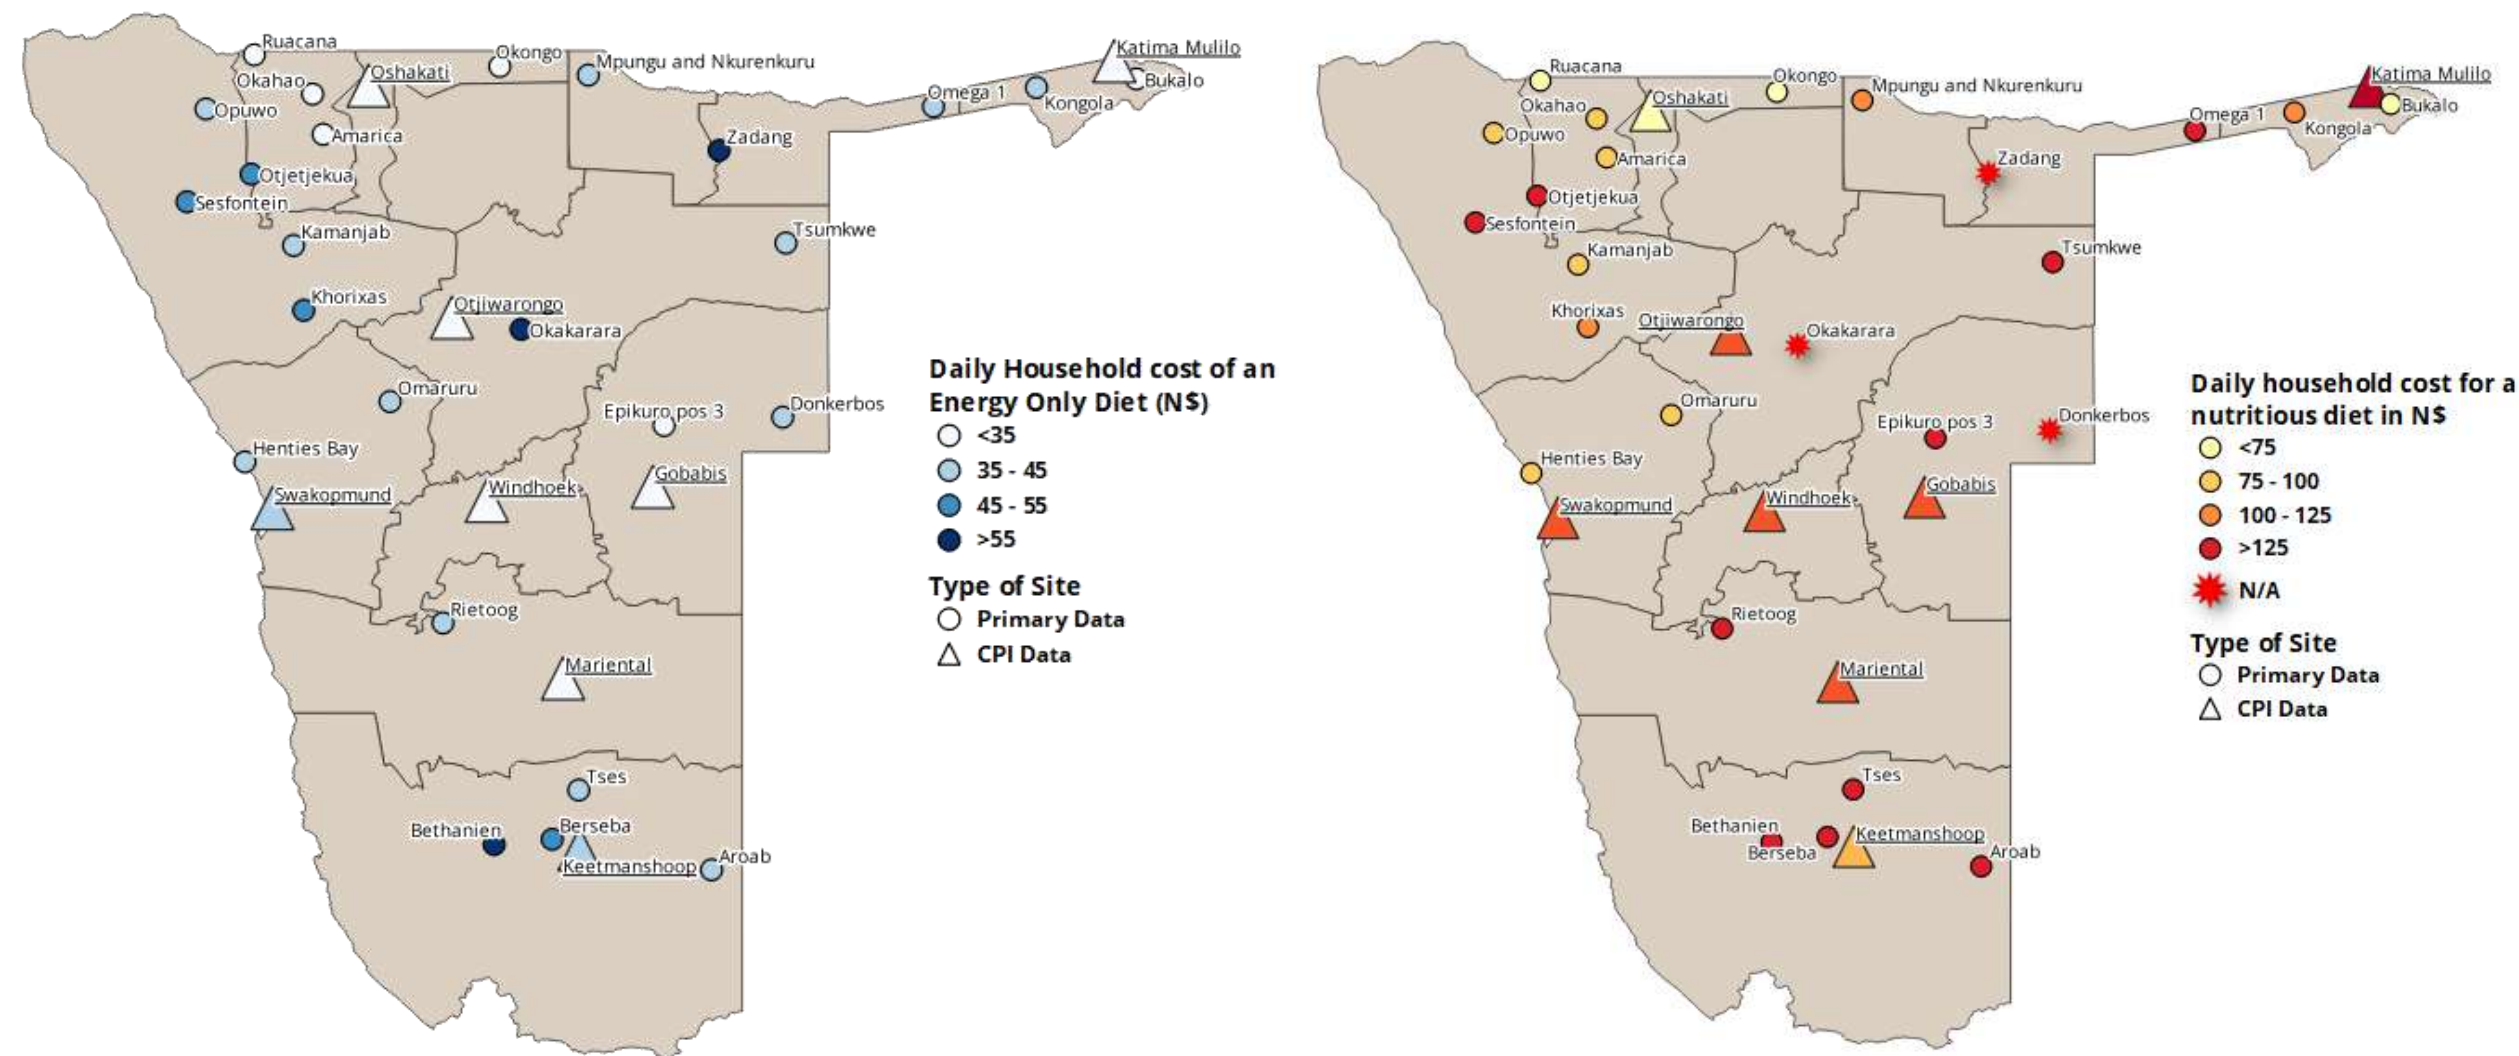 Ruacana
Okongo
Katima Mulilo
Mpungu and Nkurenkuru
Okahao
Oshakati
Bukalo
Omega 1
Kongola
Opuwo
Amarica
Zadang
Otjetjekua
Sesfontein
Kamanjab
Tsumkwe
Khorixas
Otjiwarongo
Okakarara
Omaruru
Epikuro pos 3
Donkerbos
Henties Bay
Gobabis
Swakopmund
Windhoek
Rietoog
Mariental
Tses
Bethanien
Berseba
Keetmanshoop
Aroab
Daily Household cost of an
Energy Only Diet (N$)
<35
35 - 45
45 - 55
>55
Type of Site
Primary Data
CPI Data
Ruacana
Okongo
Katima Mulilo
Mpungu and Nkurenkuru
Okahao
Oshakati
Bukalo
Omega 1
Kongola
Opuwo
Amarica
Zadang
Otjetjekua
Sesfontein
Kamanjab
Tsumkwe
Khorixas
Otjiwarongo
Okakarara
Omaruru
Epikuro pos 3
Donkerbos
Henties Bay
Gobabis
Swakopmund
Windhoek
Rietoog
Mariental
Tses
Bethanien
Berseba
Keetmanshoop
Aroab
Daily household cost for a
nutritious diet in N$
<75
75 - 100
100 - 125
>125
N/A
Type of Site
Primary Data
CPI Data